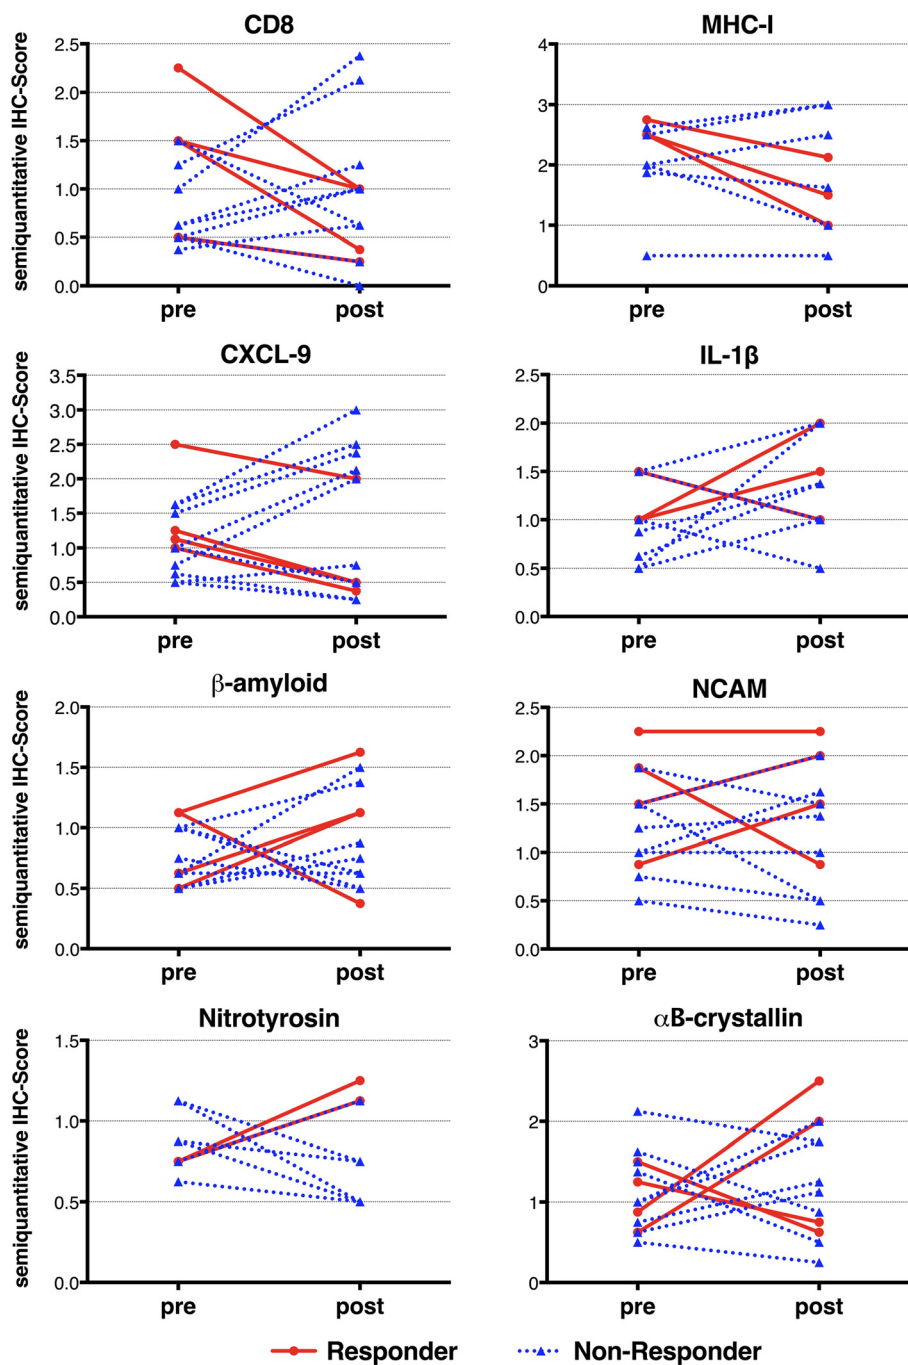 CD8
semiquantitative IHC-Score
2.5
2.0
1.5
1.0
0.5
0.0
pre post
MHC-I
4
3
2
1
0
pre post
CXCL-9
semiquantitative IHC-Score
3.5
3.0
2.5
2.0
1.5
1.0
0.5
0.0
pre post
IL-1β
2.5
2.0
1.5
1.0
0.5
0.0
pre post
β-amyloid
semiquantitative IHC-Score
2.0
1.5
1.0
0.5
0.0
pre post
NCAM
2.5
2.0
1.5
1.0
0.5
0.0
pre post
Nitrotyrosin
semiquantitative IHC-Score
1.5
1.0
0.5
0.0
pre post
αB-crystallin
3
2
1
0
pre post
Responder Non-Responder